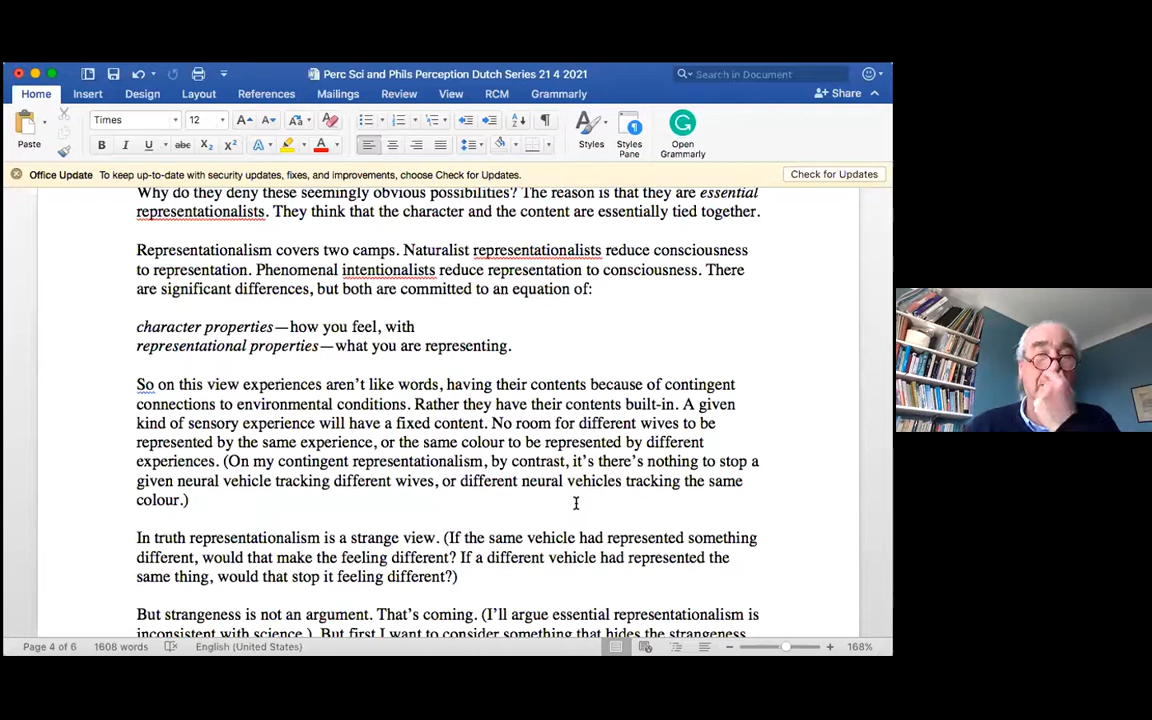 Perc Sci and Phils Perception Dutch Series 21 4 2021
Search in Document
Home Insert Design Layout References Mailings Review View RCM Grammarly Share
Paste
Times 12
Styles
Styles Pane
Open Grammarly
Office Update To keep up-to-date with security updates, fixes, and improvements, choose Check for Updates. Check for Updates
Why do they deny these seemingly obvious possibilities? The reason is that they are essential
representationalists. They think that the character and the content are essentially tied together.
Representationalism covers two camps. Naturalist representationalists reduce consciousness
to representation. Phenomenal intentionalists reduce representation to consciousness. There
are significant differences, but both are committed to an equation of:
character properties—how you feel, with
representational properties—what you are representing.
So on this view experiences aren't like words, having their contents because of contingent
connections to environmental conditions. Rather they have their contents built-in. A given
kind of sensory experience will have a fixed content. No room for different wives to be
represented by the same experience, or the same colour to be represented by different
experiences. (On my contingent representationalism, by contrast, it's there's nothing to stop a
given neural vehicle tracking different wives, or different neural vehicles tracking the same
colour.)
In truth representationalism is a strange view. (If the same vehicle had represented something
different, would that make the feeling different? If a different vehicle had represented the
same thing, would that stop it feeling different?)
But strangeness is not an argument. That's coming. (I'll argue essential representationalism is
inconsistent with science.) But first I want to consider something that hides the strangeness
Page 4 of 6 1608 words English (United States) 168%